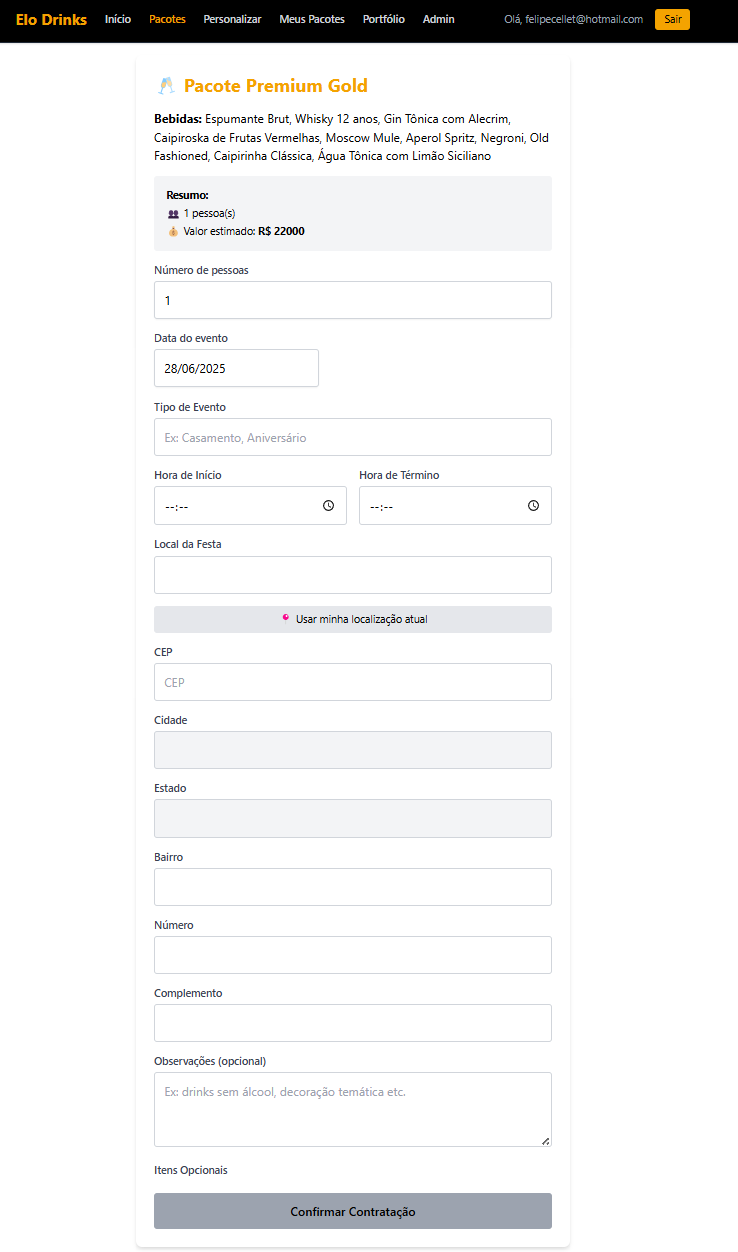 Elo Drinks Início Pacotes Personalizar Meus Pacotes Portfólio Admin Olá, felipecellet@hotmail.com Sair
🥂 Pacote Premium Gold
Bebidas: Espumante Brut, Whisky 12 anos, Gin Tônica com Alecrim,
Caipiroska de Frutas Vermelhas, Moscow Mule, Aperol Spritz, Negroni, Old
Fashioned, Caipirinha Clássica, Água Tônica com Limão Siciliano
Resumo:
👥 1 pessoa(s)
💰 Valor estimado: R$ 22000
Número de pessoas
1
Data do evento
28/06/2025
Tipo de Evento
Ex: Casamento, Aniversário
Hora de Início Hora de Término
--:-- --:--
Local da Festa
📍 Usar minha localização atual
CEP
CEP
Cidade
Estado
Bairro
Número
Complemento
Observações (opcional)
Ex: drinks sem álcool, decoração temática etc.
Itens Opcionais
Confirmar Contratação